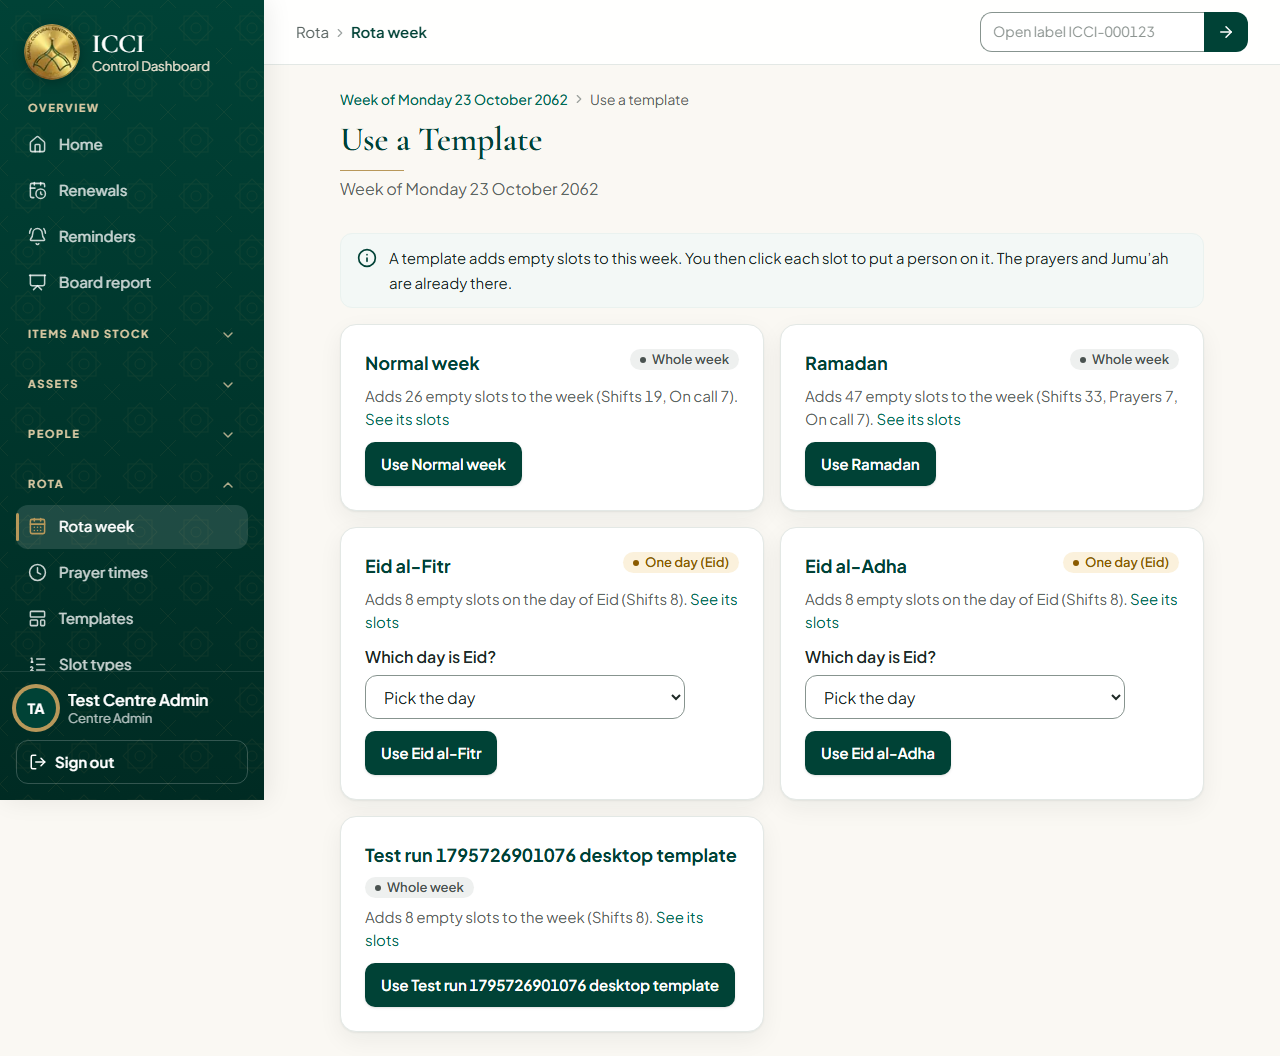 ICCI
Control Dashboard
OVERVIEW
Home
Renewals
Reminders
Board report
ITEMS AND STOCK
ASSETS
PEOPLE
ROTA
Rota week
Prayer times
Templates
Slot types
TA
Test Centre Admin
Centre Admin
Sign out
Rota > Rota week
Open label ICCI-000123
Week of Monday 23 October 2062 > Use a template
Use a Template
Week of Monday 23 October 2062
A template adds empty slots to this week. You then click each slot to put a person on it. The prayers and Jumu'ah
are already there.
Normal week
Whole week
Adds 26 empty slots to the week (Shifts 19, On call 7).
See its slots
Use Normal week
Ramadan
Whole week
Adds 47 empty slots to the week (Shifts 33, Prayers 7,
On call 7). See its slots
Use Ramadan
Eid al-Fitr
One day (Eid)
Adds 8 empty slots on the day of Eid (Shifts 8). See its
slots
Which day is Eid?
Pick the day
Use Eid al-Fitr
Eid al-Adha
One day (Eid)
Adds 8 empty slots on the day of Eid (Shifts 8). See its
slots
Which day is Eid?
Pick the day
Use Eid al-Adha
Test run 1795726901076 desktop template
Whole week
Adds 8 empty slots to the week (Shifts 8). See its
slots
Use Test run 1795726901076 desktop template